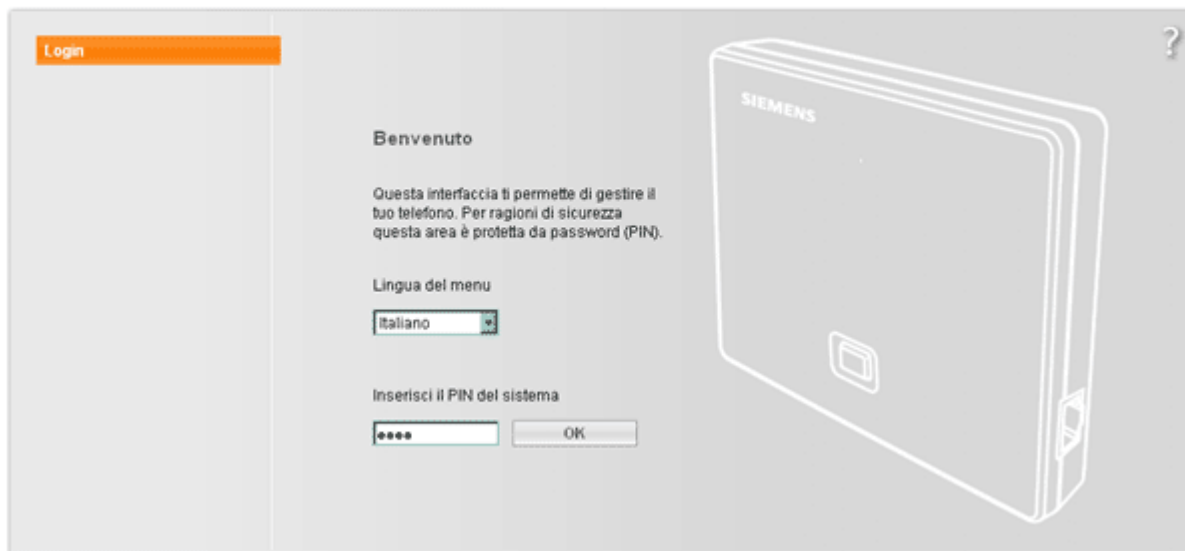 Login
?
SIEMENS
Benvenuto
Questa interfaccia ti permette di gestire il
tuo telefono. Per ragioni di sicurezza
questa area è protetta da password (PIN).
Lingua del menu
Italiano
Inserisci il PIN del sistema
●●●●
OK